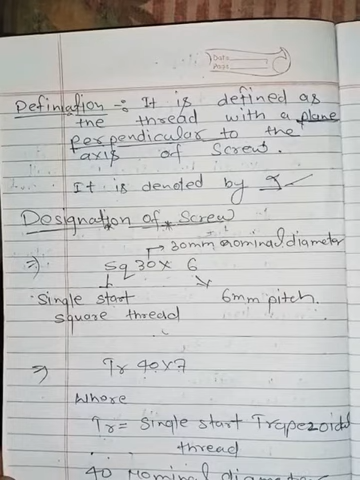 Date
Page
Definiation -: It is defined as
the thread with a plane
perpendicular to the
axis of Screw.
It is denoted by
Designation of Screw
→ 30mm nominal diameter
⇒) Sq 30 x 6
Single start 6mm pitch.
square thread
⇒ Tr 40x7
Where
Tr = Single start Trapezoidal
thread
40 Nominal diameter